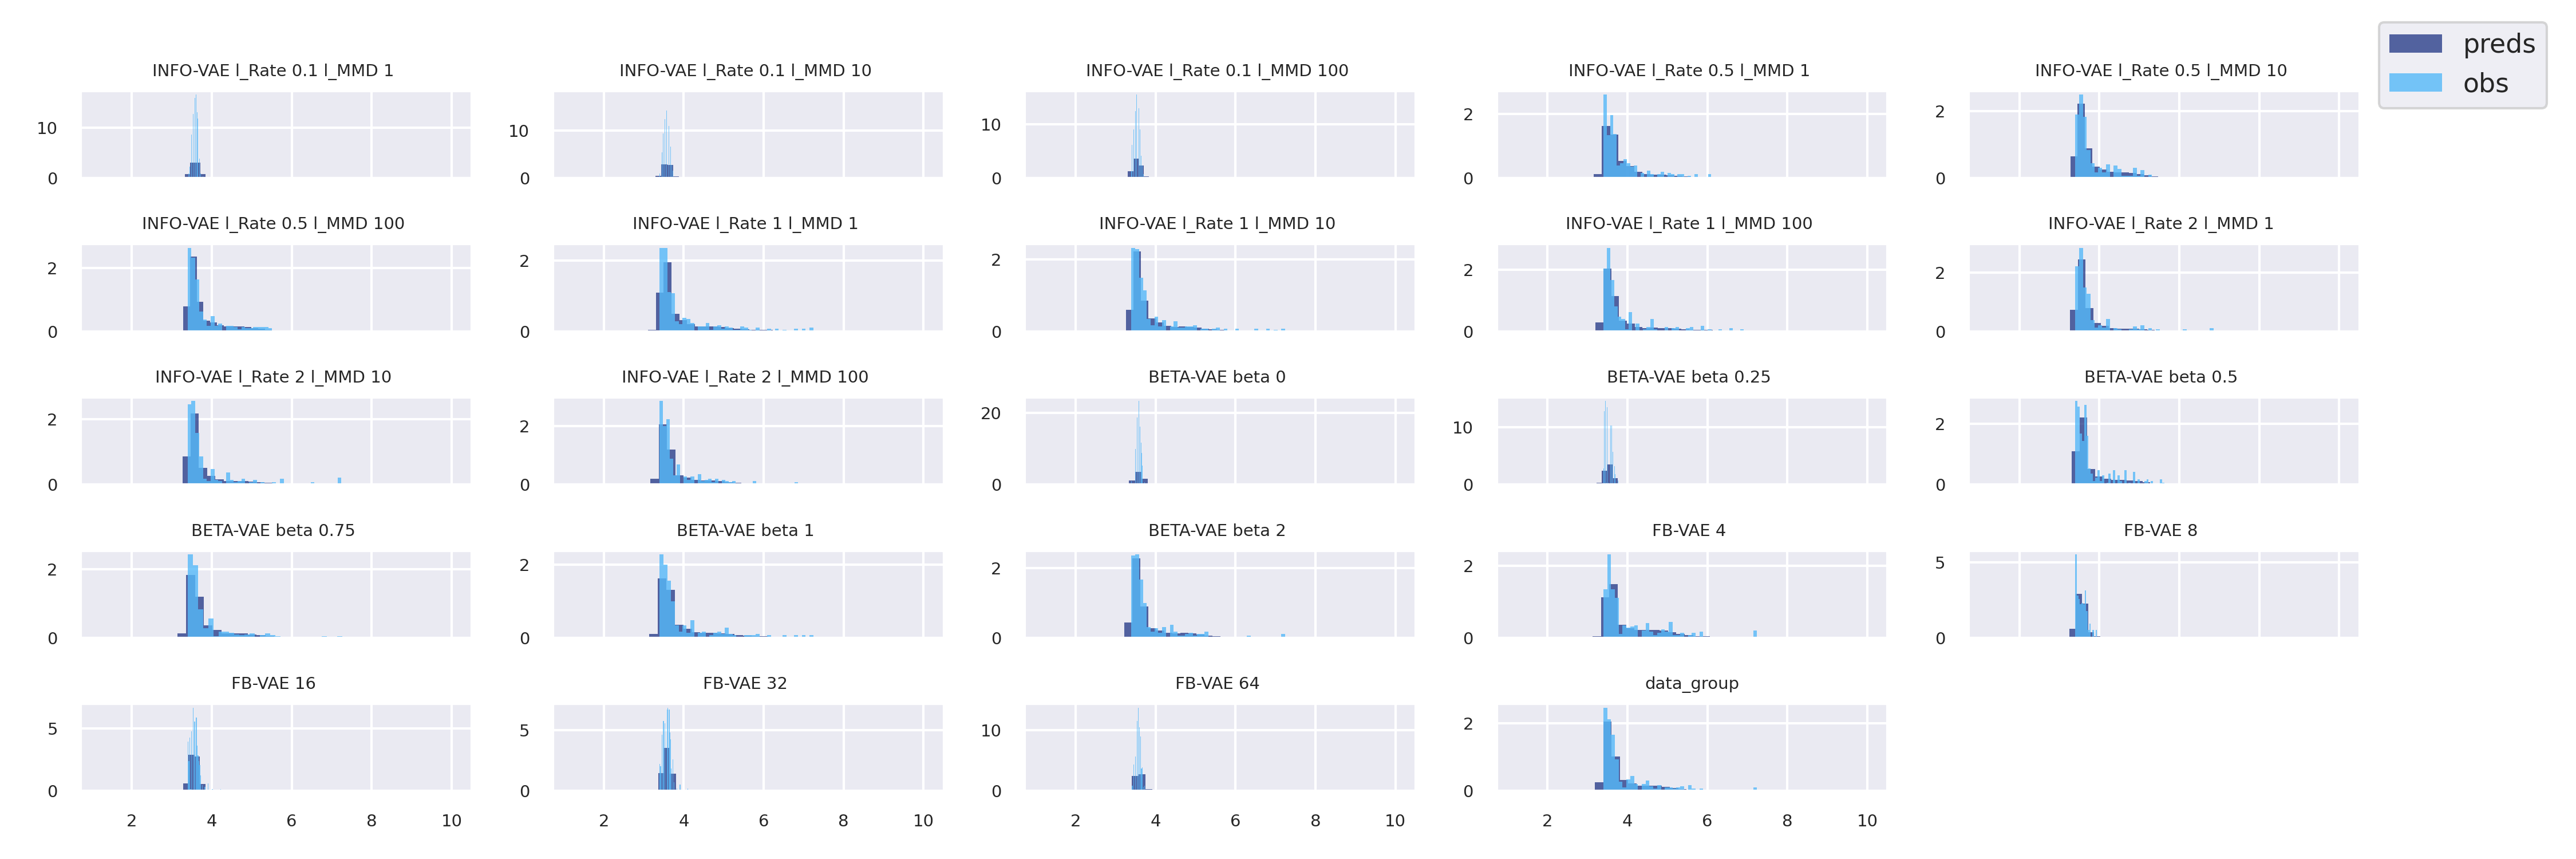 preds
obs
INFO-VAE l_Rate 0.1 l_MMD 1
INFO-VAE l_Rate 0.1 l_MMD 10
INFO-VAE l_Rate 0.1 l_MMD 100
INFO-VAE l_Rate 0.5 l_MMD 1
INFO-VAE l_Rate 0.5 l_MMD 10
10
0
10
0
10
0
2
0
2
0
INFO-VAE l_Rate 0.5 l_MMD 100
INFO-VAE l_Rate 1 l_MMD 1
INFO-VAE l_Rate 1 l_MMD 10
INFO-VAE l_Rate 1 l_MMD 100
INFO-VAE l_Rate 2 l_MMD 1
2
0
2
0
2
0
2
0
2
0
INFO-VAE l_Rate 2 l_MMD 10
INFO-VAE l_Rate 2 l_MMD 100
BETA-VAE beta 0
BETA-VAE beta 0.25
BETA-VAE beta 0.5
2
0
2
0
20
0
10
0
2
0
BETA-VAE beta 0.75
BETA-VAE beta 1
BETA-VAE beta 2
FB-VAE 4
FB-VAE 8
2
0
2
0
2
0
2
0
5
0
FB-VAE 16
FB-VAE 32
FB-VAE 64
data_group
5
0
5
0
10
0
2
0
2 4 6 8 10
2 4 6 8 10
2 4 6 8 10
2 4 6 8 10